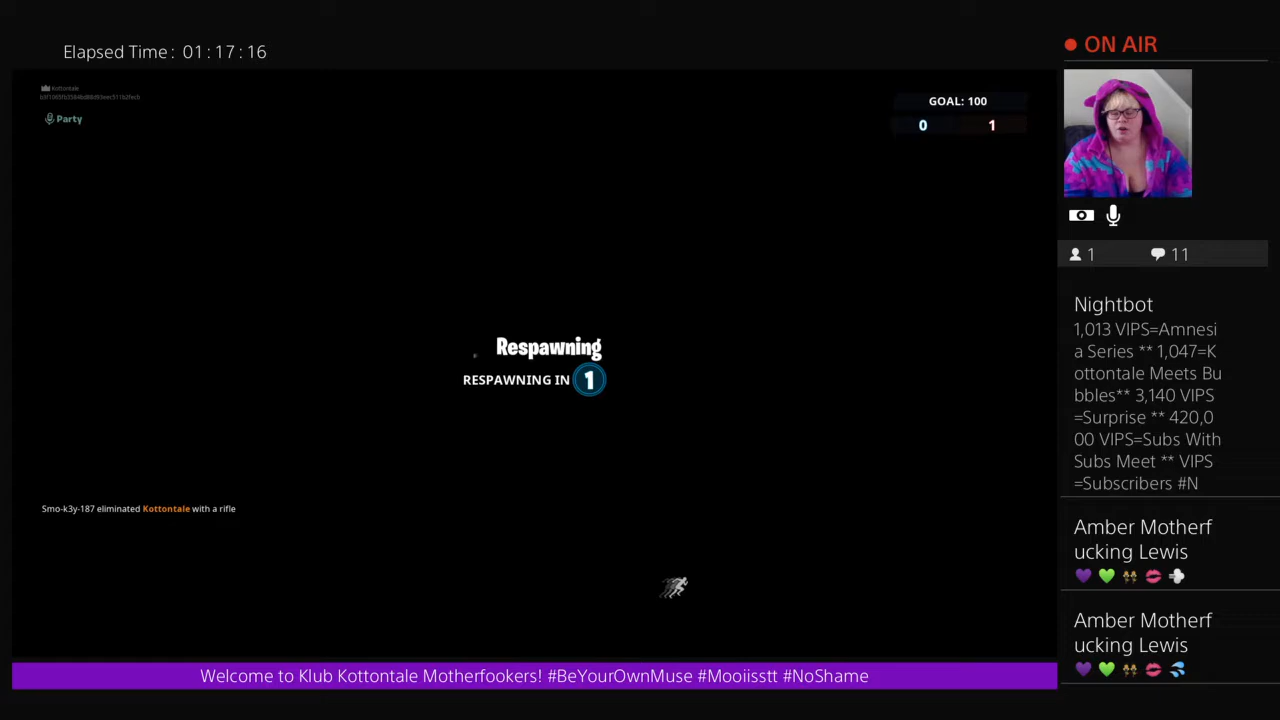 Elapsed Time: 01:17:16
ON AIR
Kottontale
Party
GOAL: 100
0 1
1 11
Respawning
RESPAWNING IN 1
Smo-k3y-187 eliminated Kottontale with a rifle
Nightbot
1,013 VIPS=Amnesi
a Series ** 1,047=K
ottontale Meets Bu
bbles** 3,140 VIPS
=Surprise ** 420,0
00 VIPS=Subs With
Subs Meet ** VIPS
=Subscribers #N
Amber Motherf
ucking Lewis
💜 💚 👯 💋 💨
Amber Motherf
ucking Lewis
💜 💚 👯 💋 💦
Welcome to Klub Kottontale Motherfookers! #BeYourOwnMuse #Mooiisstt #NoShame